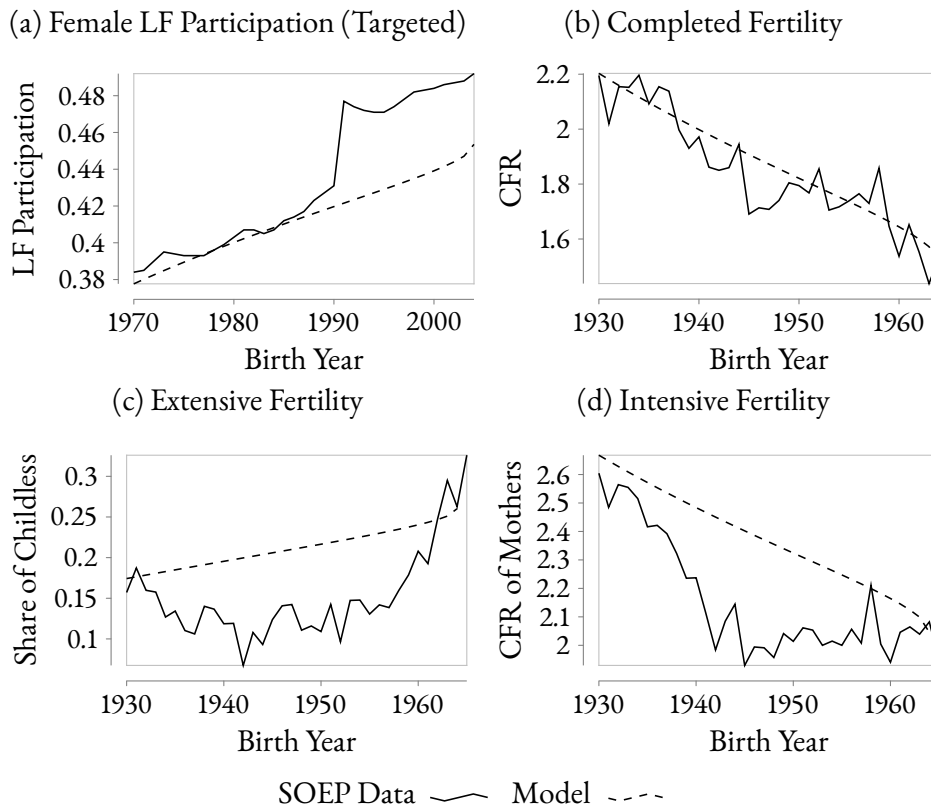 (a) Female LF Participation (Targeted)
LF Participation
0.48
0.46
0.44
0.42
0.4
0.38
1970 1980 1990 2000
Birth Year
(b) Completed Fertility
CFR
2.2
2
1.8
1.6
1930 1940 1950 1960
Birth Year
(c) Extensive Fertility
Share of Childless
0.3
0.25
0.2
0.15
0.1
1930 1940 1950 1960
Birth Year
(d) Intensive Fertility
CFR of Mothers
2.6
2.5
2.4
2.3
2.2
2.1
2
1930 1940 1950 1960
Birth Year
SOEP Data Model